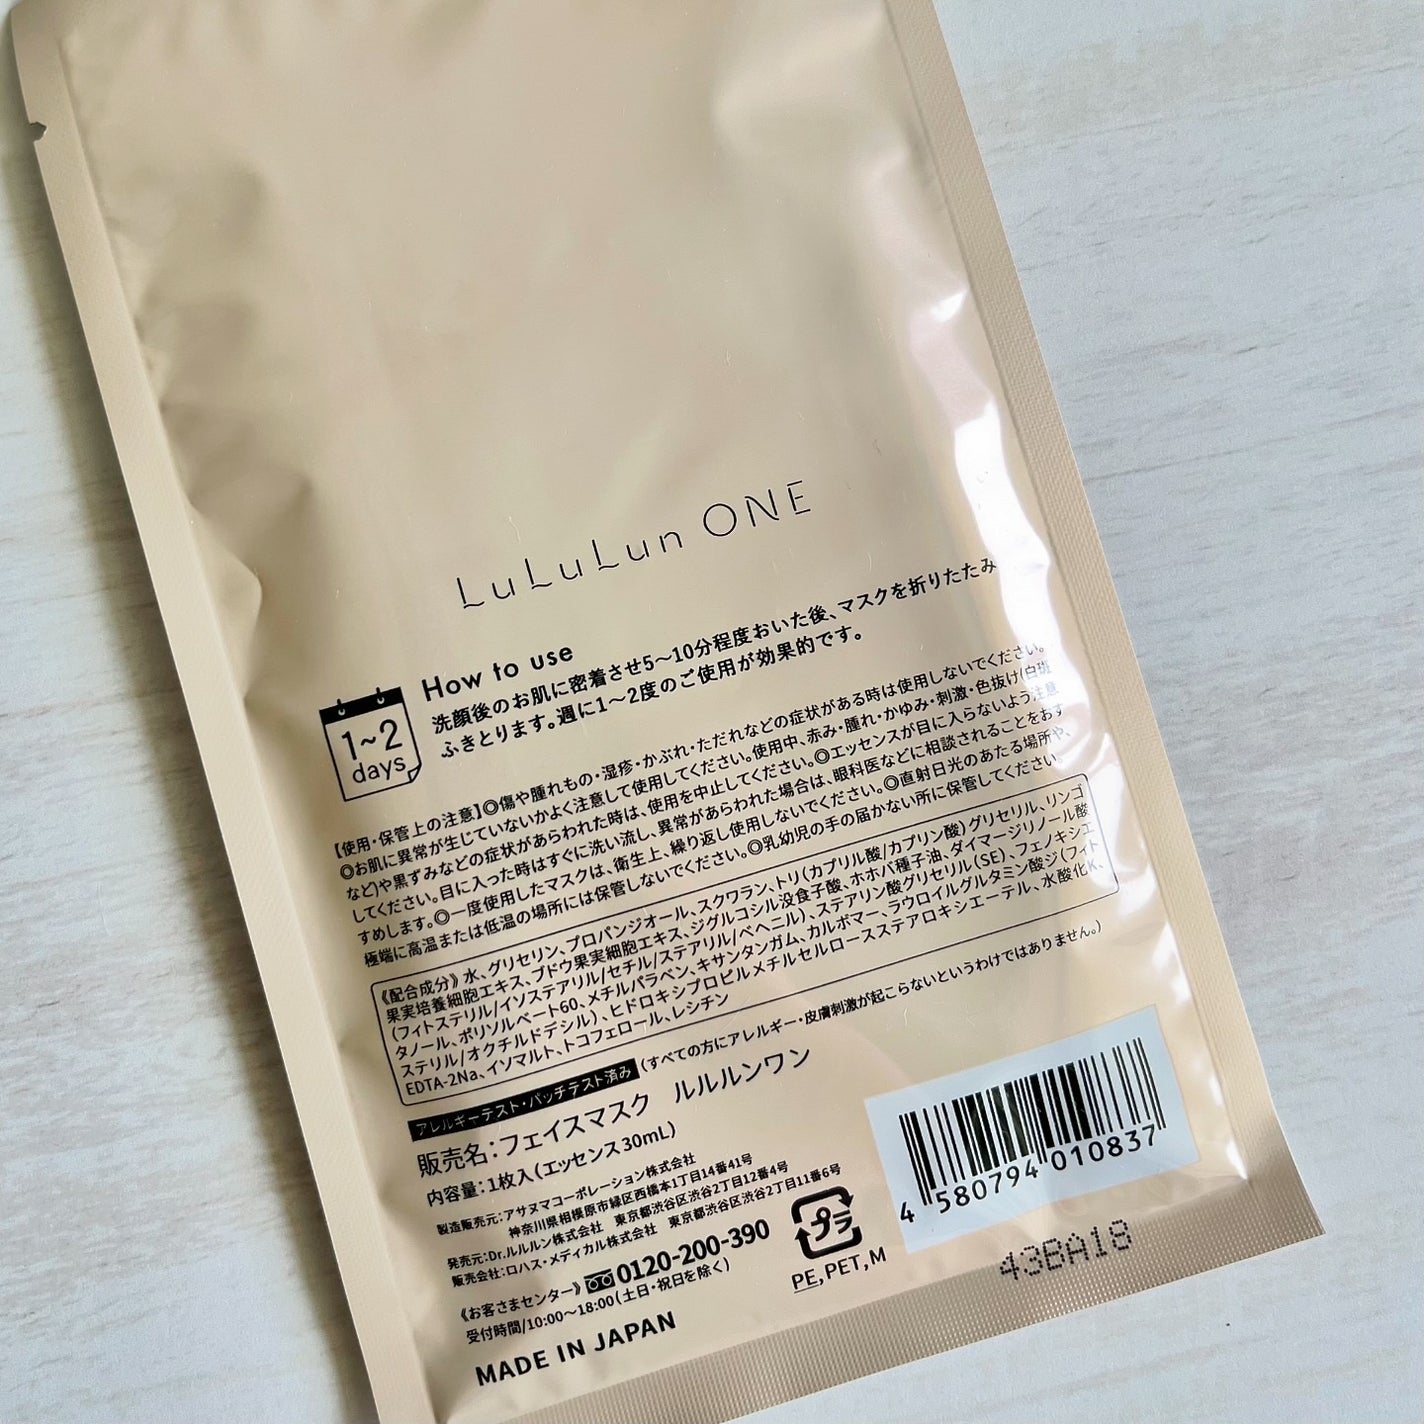 LuLuLun ONE
1~2
days
How to use
洗顔後のお肌に密着させ5〜10分程度おいた後、マスクを折りたたみ
ふきとります。週に1〜2度のご使用が効果的です。
【使用・保管上の注意】◎傷や腫れもの・湿疹・かぶれ・ただれなどの症状がある時は使用しないでください。
◎お肌に異常が生じていないかよく注意して使用してください。使用中、赤み・腫れ・かゆみ・刺激・色抜け(白斑
など)や黒ずみなどの症状があらわれた時は、使用を中止してください。◎エッセンスが目に入らないよう注意
してください。目に入った時はすぐに洗い流し、異常があらわれた場合は、眼科医などに相談されることをおす
すめします。◎一度使用したマスクは、衛生上、繰り返し使用しないでください。◎直射日光のあたる場所や、
極端に高温または低温の場所には保管しないでください。◎乳幼児の手の届かない所に保管してください。
《配合成分》水、グリセリン、プロパンジオール、スクワラン、トリ(カプリル酸/カプリン酸)グリセリル、リンゴ
果実培養細胞エキス、ブドウ果実細胞エキス、ジグルコシル没食子酸、ホホバ種子油、ダイマージリノール酸
(フィトステリル/イソステアリル/セチル/ステアリル/ベヘニル)、ステアリン酸グリセリル(SE)、フェノキシエ
タノール、ポリソルベート60、メチルパラベン、キサンタンガム、カルボマー、ラウロイルグルタミン酸ジ(フィト
ステリル/オクチルドデシル)、ヒドロキシプロピルメチルセルロースステアロキシエーテル、水酸化K、
EDTA-2Na、イソマルト、トコフェロール、レシチン
アレルギーテスト・パッチテスト済み (すべての方にアレルギー・皮膚刺激が起こらないというわけではありません。)
販売名:フェイスマスク ルルルンワン
内容量:1枚入(エッセンス30mL)
製造販売元:アサヌマコーポレーション株式会社
神奈川県相模原市緑区西橋本1丁目14番41号
発売元:Dr.ルルルン株式会社 東京都渋谷区渋谷2丁目12番4号
販売会社:ロハス・メディカル株式会社 東京都渋谷区渋谷2丁目11番6号
《お客さまセンター》0120-200-390
受付時間/10:00〜18:00(土日・祝日を除く)
MADE IN JAPAN
プラ
PE,PET,M
4 580794 010837
43BA18